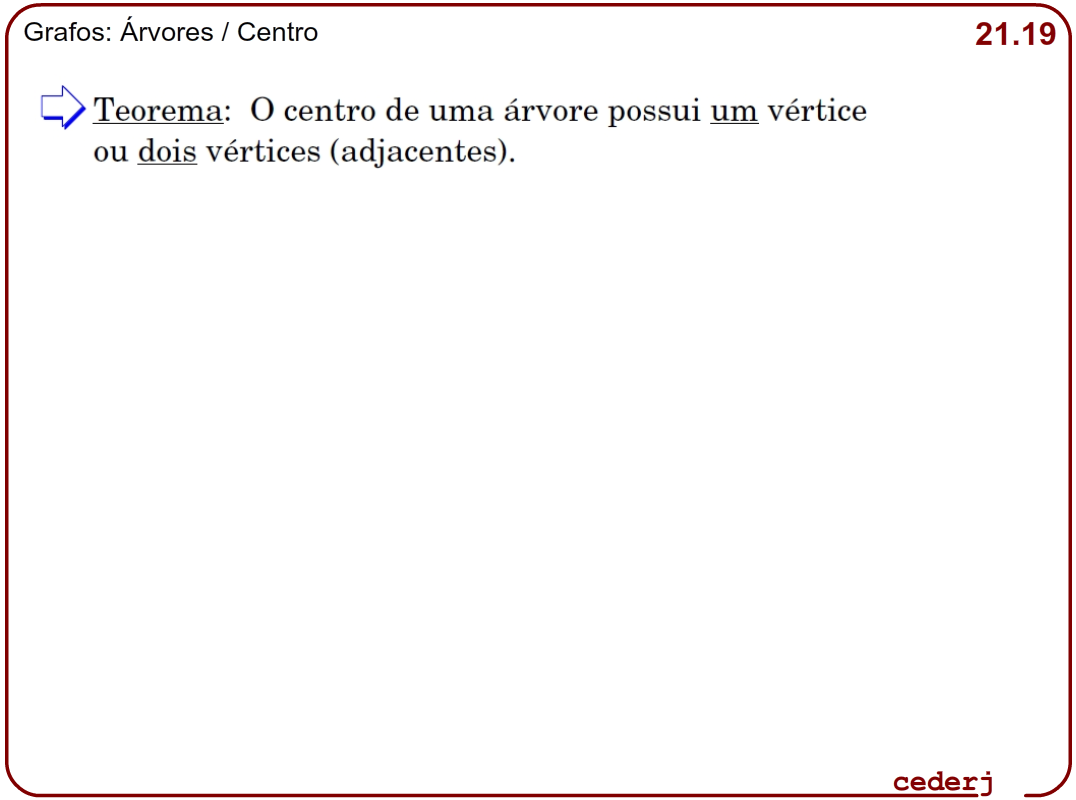 Grafos: Árvores / Centro
21.19
Teorema: O centro de uma árvore possui um vértice
ou dois vértices (adjacentes).
cederj